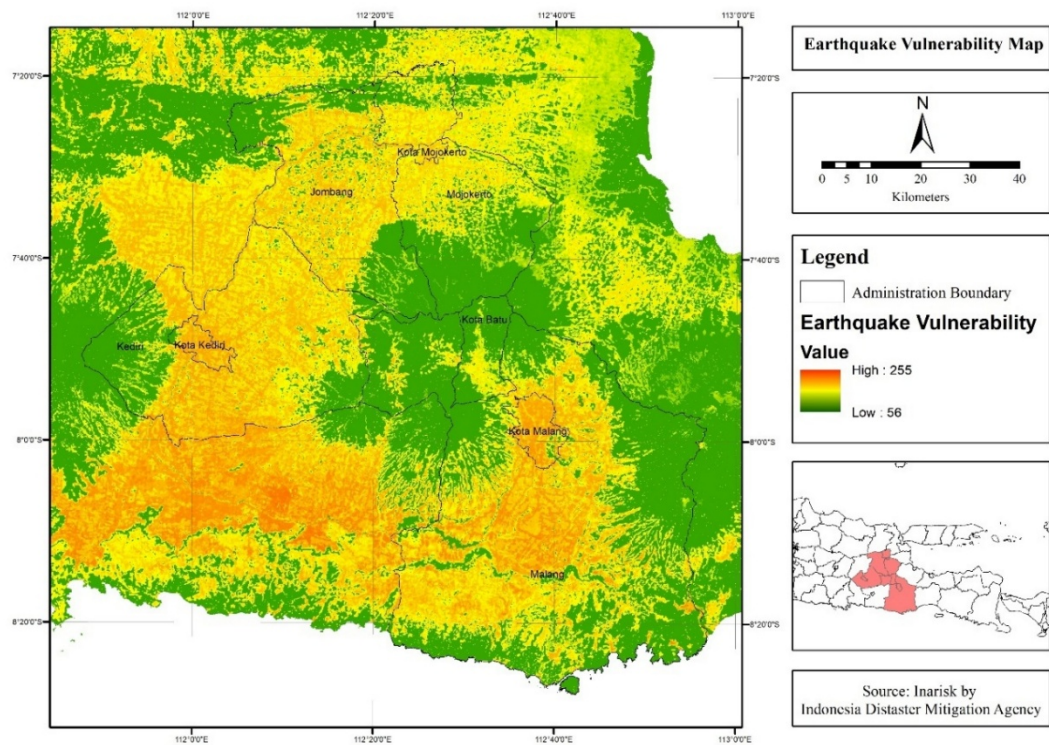 112°0'0"E
112°20'0"E
112°40'0"E
113°0'0"E
7°20'0"S
7°20'0"S
Kota Mojokerto
Jombang
Mojokerto
7°40'0"S
7°40'0"S
Kota Batu
Kediri
Kota Kediri
Kota Malang
8°0'0"S
8°0'0"S
Malang
8°20'0"S
8°20'0"S
112°0'0"E
112°20'0"E
112°40'0"E
113°0'0"E
Earthquake Vulnerability Map
N
0 5 10 20 30 40
Kilometers
Legend
Administration Boundary
Earthquake Vulnerability
Value
High : 255
Low : 56
Source: Inarisk by
Indonesia Distaster Mitigation Agency